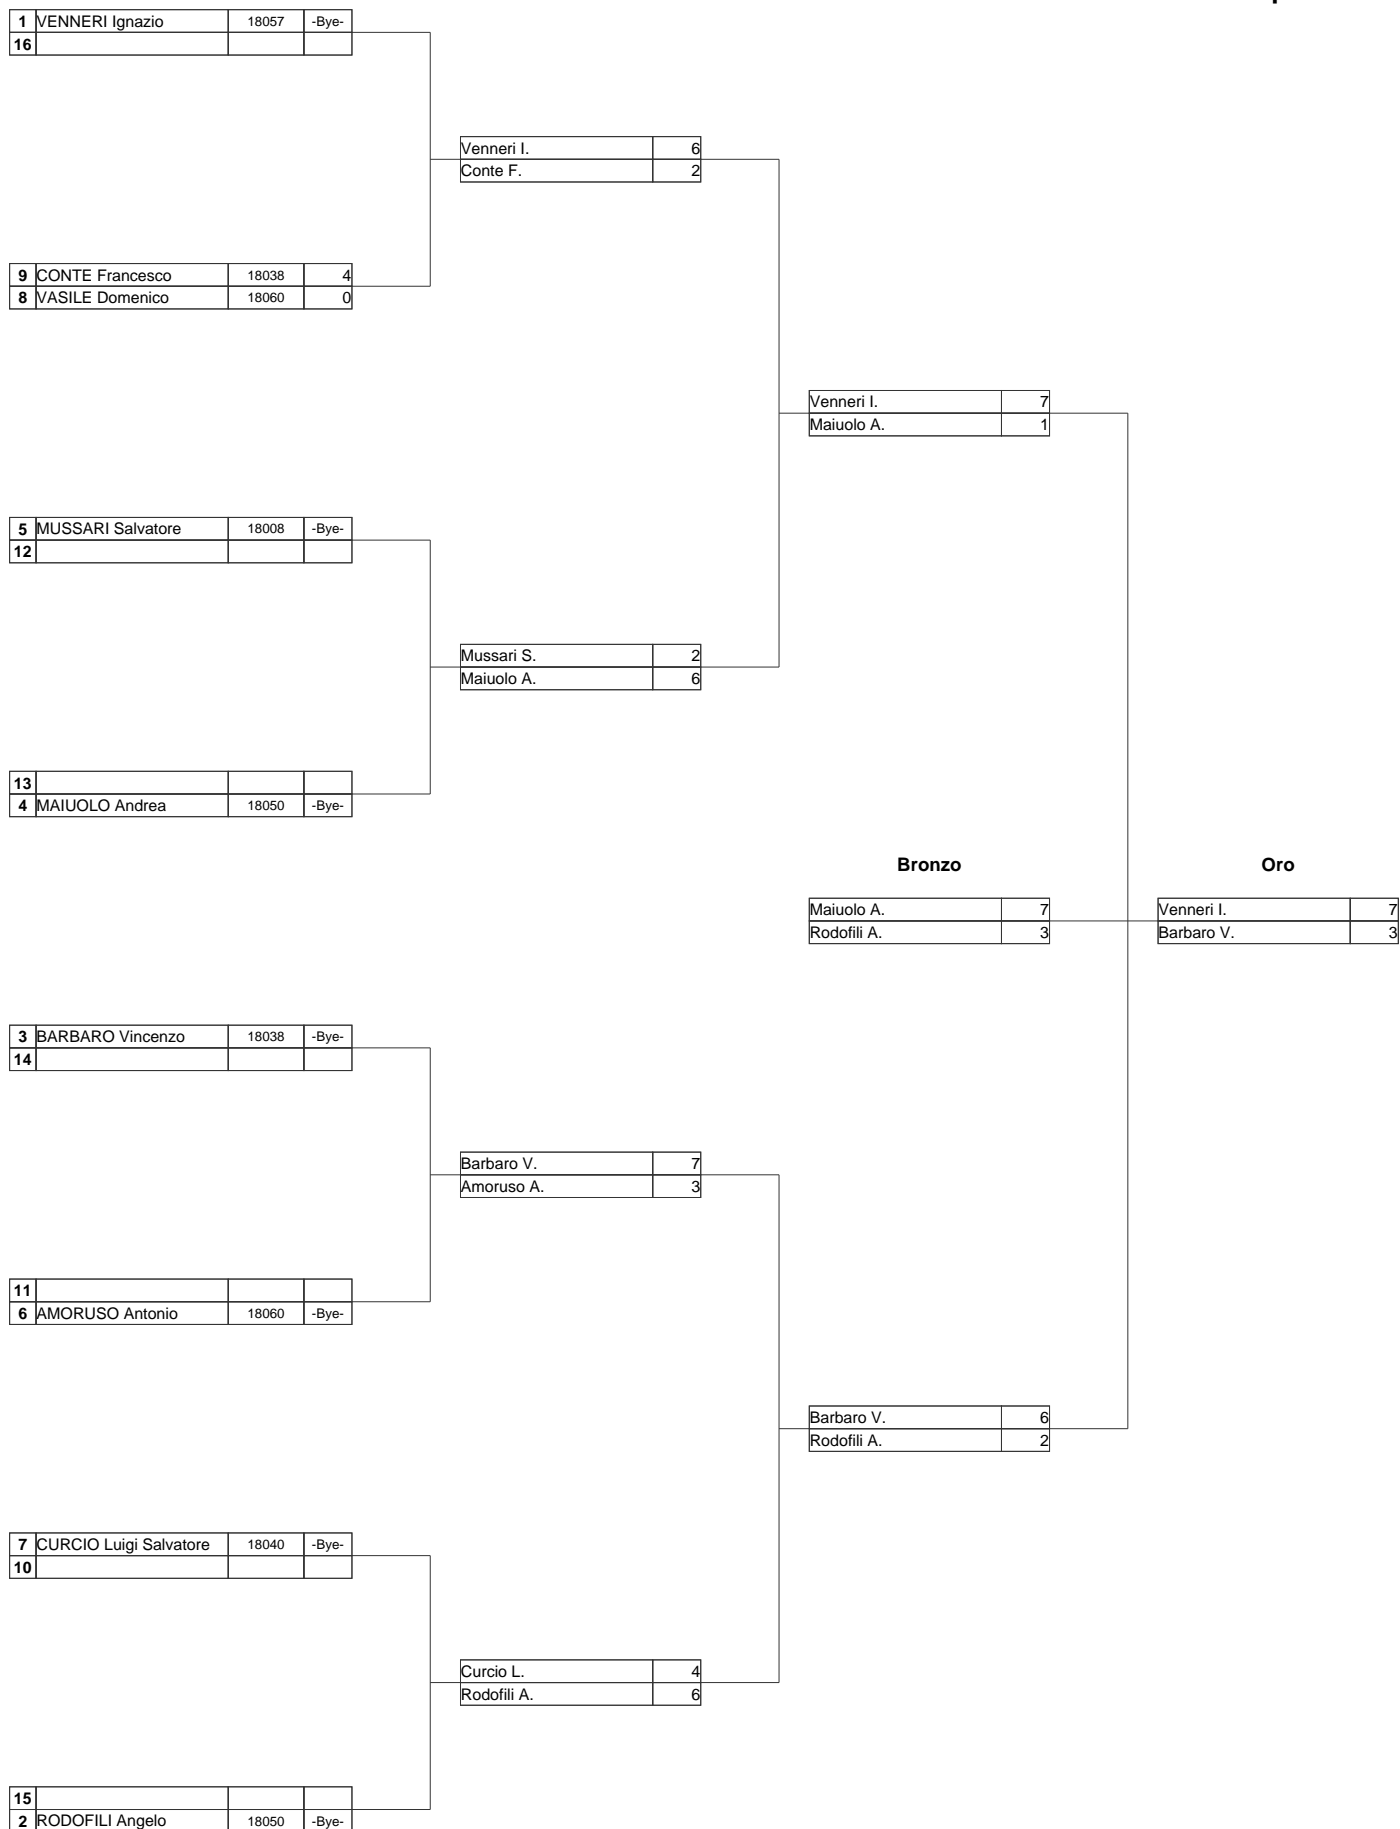 1 VENNERI Ignazio 18057 -Bye-
16
Venneri I. 6
Conte F. 2
9 CONTE Francesco 18038 4
8 VASILE Domenico 18060 0
Venneri I. 7
Maiuolo A. 1
5 MUSSARI Salvatore 18008 -Bye-
12
Mussari S. 2
Maiuolo A. 6
13
4 MAIUOLO Andrea 18050 -Bye-
Bronzo Oro
Maiuolo A. 7 Venneri I. 7
Rodofili A. 3 Barbaro V. 3
3 BARBARO Vincenzo 18038 -Bye-
14
Barbaro V. 7
Amoruso A. 3
11
6 AMORUSO Antonio 18060 -Bye-
Barbaro V. 6
Rodofili A. 2
7 CURCIO Luigi Salvatore 18040 -Bye-
10
Curcio L. 4
Rodofili A. 6
15
2 RODOFILI Angelo 18050 -Bye-